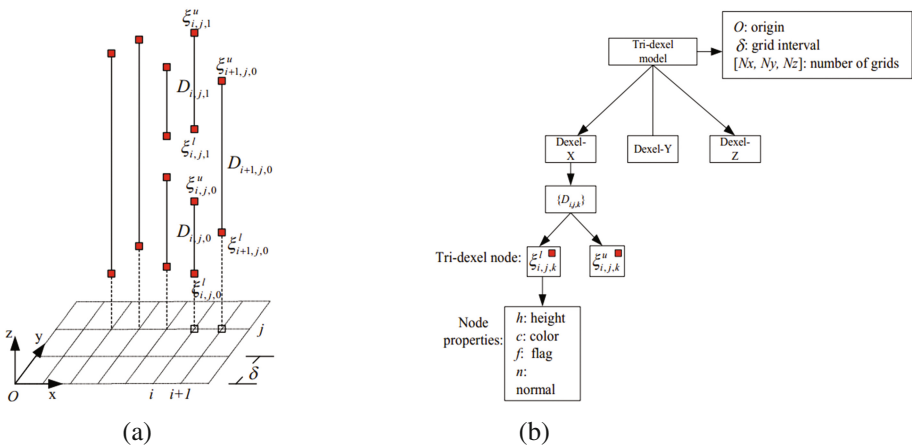 ξ^u_{i,j,1}
ξ^u_{i+1,j,0}
D_{i,j,1}
ξ^l_{i,j,1}
D_{i+1,j,0}
ξ^u_{i,j,0}
D_{i,j,0}
ξ^l_{i+1,j,0}
ξ^l_{i,j,0}
j
z
y
δ
O
x
i
i+1
(a)
Tri-dexel
model
O: origin
δ: grid interval
[Nx, Ny, Nz]: number of grids
Dexel-
X
Dexel-Y
Dexel-
Z
{D_{i,j,k}}
Tri-dexel node:
ξ^l_{i,j,k}
ξ^u_{i,j,k}
Node
properties:
h: height
c: color
f: flag
n:
normal
(b)